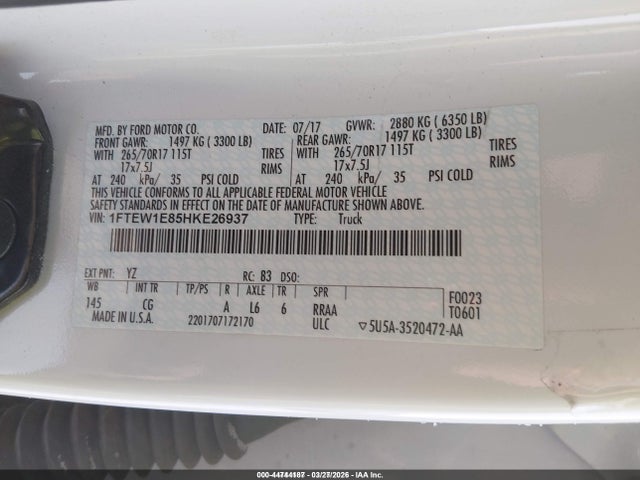 MFD. BY FORD MOTOR CO. DATE: 07/17 GVWR: 2880 KG ( 6350 LB)
FRONT GAWR: 1497 KG ( 3300 LB) REAR GAWR: 1497 KG ( 3300 LB)
WITH 265/70R17 115T TIRES WITH 265/70R17 115T TIRES
17x7.5J RIMS 17x7.5J RIMS
AT 240 kPa/ 35 PSI COLD AT 240 kPa/ 35 PSI COLD
THIS VEHICLE CONFORMS TO ALL APPLICABLE FEDERAL MOTOR VEHICLE
SAFETY STANDARDS IN EFFECT ON THE DATE OF MANUFACTURE SHOWN ABOVE.
VIN: 1FTEW1E85HKE26937 TYPE: Truck
EXT PNT: YZ RC: 83 DSO:
WB INT TR TP/PS R AXLE TR SPR
145 CG A L6 6 RRAA F0023
MADE IN U.S.A. 2201707172170 ULC ▽5U5A-3520472-AA T0601
000-44744187 - 03/27/2026 - Copart, Inc.